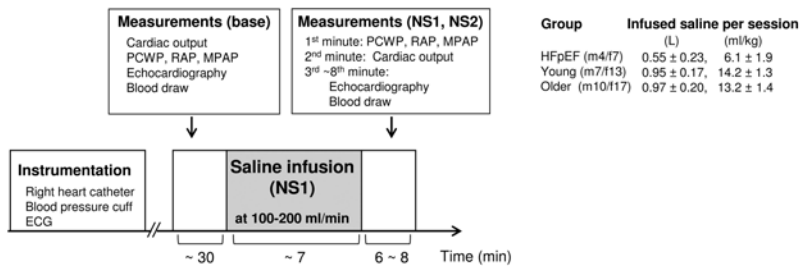 Measurements (base)
Cardiac output
PCWP, RAP, MPAP
Echocardiography
Blood draw
Measurements (NS1, NS2)
1st minute: PCWP, RAP, MPAP
2nd minute: Cardiac output
3rd ~8th minute:
Echocardiography
Blood draw
Group Infused saline per session
(L) (ml/kg)
HFpEF (m4/f7) 0.55 ± 0.23, 6.1 ± 1.9
Young (m7/f13) 0.95 ± 0.17, 14.2 ± 1.3
Older (m10/f17) 0.97 ± 0.20, 13.2 ± 1.4
Instrumentation
Right heart catheter
Blood pressure cuff
ECG
Saline infusion
(NS1)
at 100-200 ml/min
~ 30 ~ 7 6 ~ 8 Time (min)